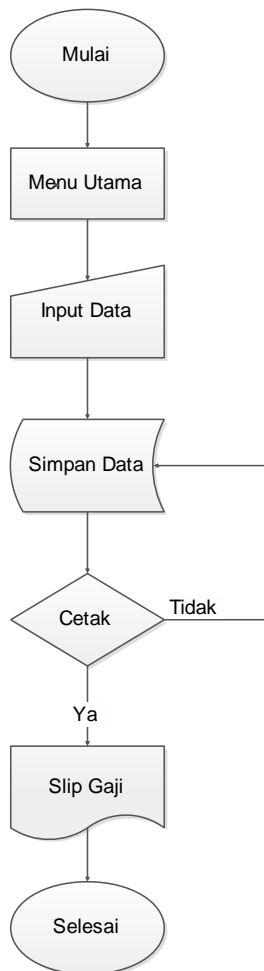 Mulai
Menu Utama
Input Data
Simpan Data
Cetak
Tidak
Ya
Slip Gaji
Selesai